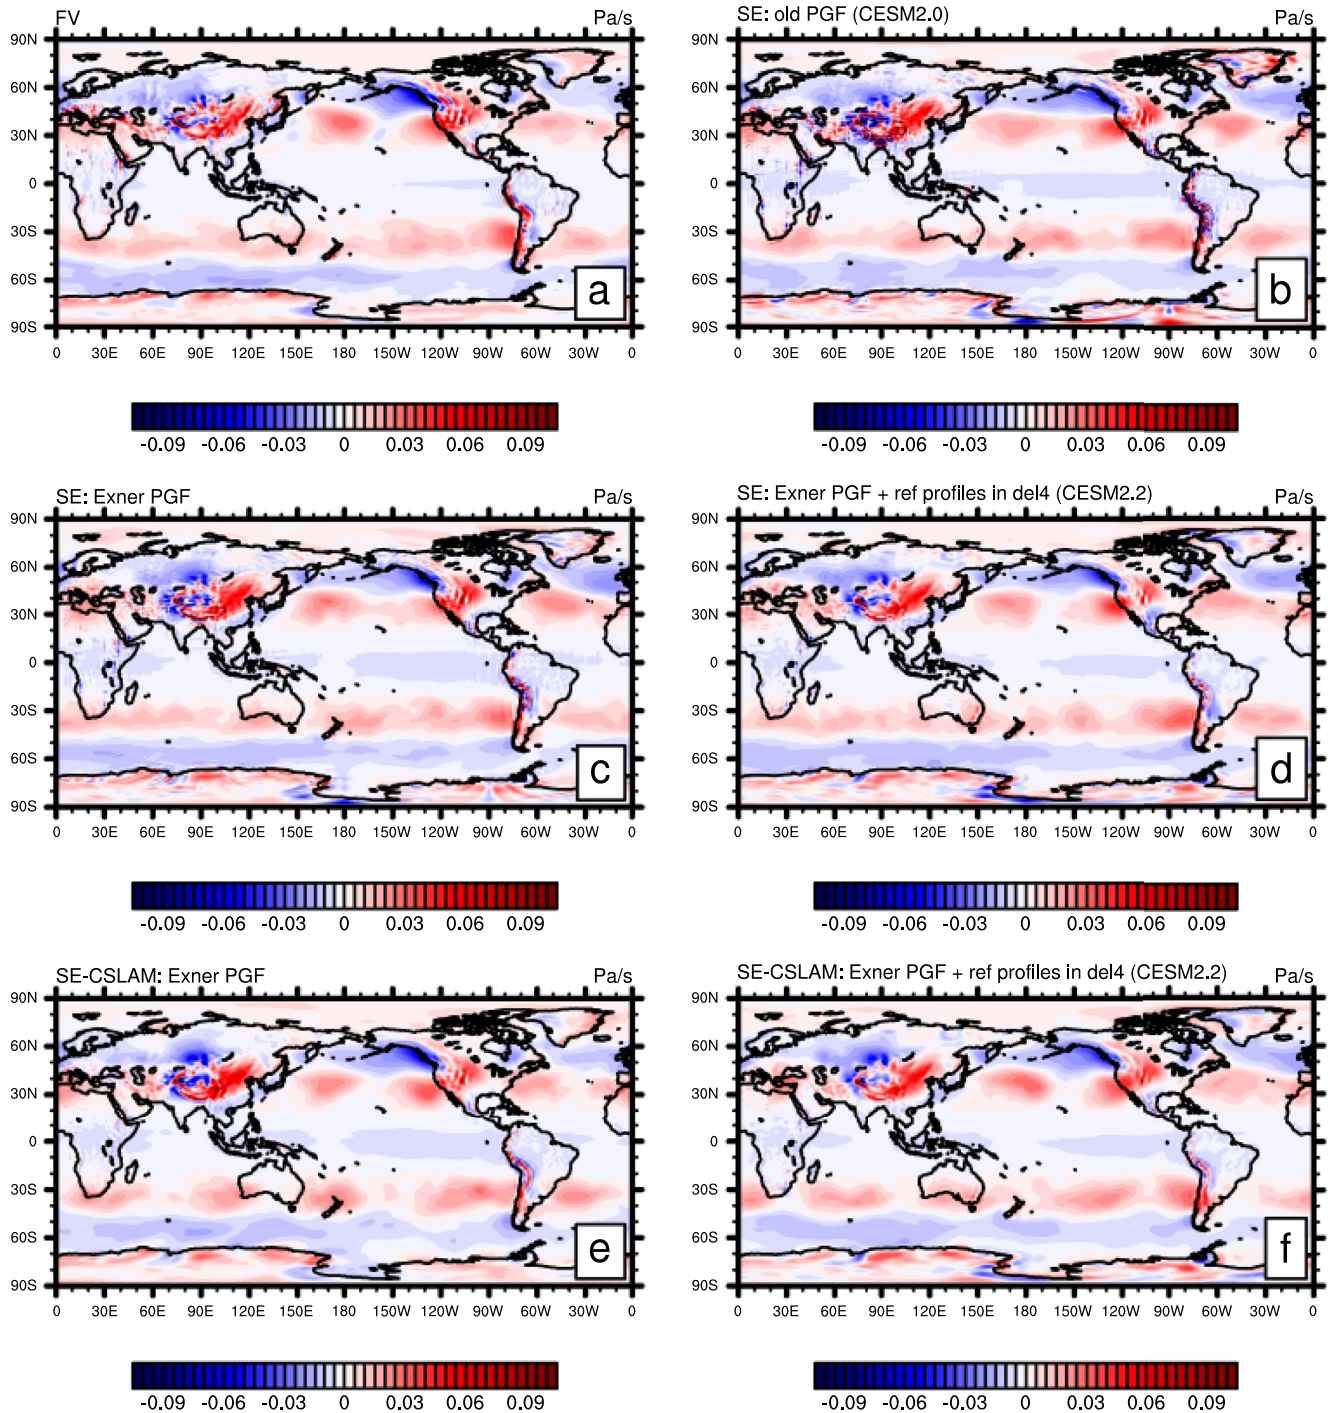 FV Pa/s SE: old PGF (CESM2.0) Pa/s
90N 90N
60N 60N
30N 30N
0 0
30S 30S
60S 60S
a b
90S 90S
0 30E 60E 90E 120E 150E 180 150W 120W 90W 60W 30W 0 0 30E 60E 90E 120E 150E 180 150W 120W 90W 60W 30W 0
-0.09 -0.06 -0.03 0 0.03 0.06 0.09 -0.09 -0.06 -0.03 0 0.03 0.06 0.09
SE: Exner PGF Pa/s SE: Exner PGF + ref profiles in del4 (CESM2.2) Pa/s
90N 90N
60N 60N
30N 30N
0 0
30S 30S
60S 60S
c d
90S 90S
0 30E 60E 90E 120E 150E 180 150W 120W 90W 60W 30W 0 0 30E 60E 90E 120E 150E 180 150W 120W 90W 60W 30W 0
-0.09 -0.06 -0.03 0 0.03 0.06 0.09 -0.09 -0.06 -0.03 0 0.03 0.06 0.09
SE-CSLAM: Exner PGF Pa/s SE-CSLAM: Exner PGF + ref profiles in del4 (CESM2.2) Pa/s
90N 90N
60N 60N
30N 30N
0 0
30S 30S
60S 60S
e f
90S 90S
0 30E 60E 90E 120E 150E 180 150W 120W 90W 60W 30W 0 0 30E 60E 90E 120E 150E 180 150W 120W 90W 60W 30W 0
-0.09 -0.06 -0.03 0 0.03 0.06 0.09 -0.09 -0.06 -0.03 0 0.03 0.06 0.09